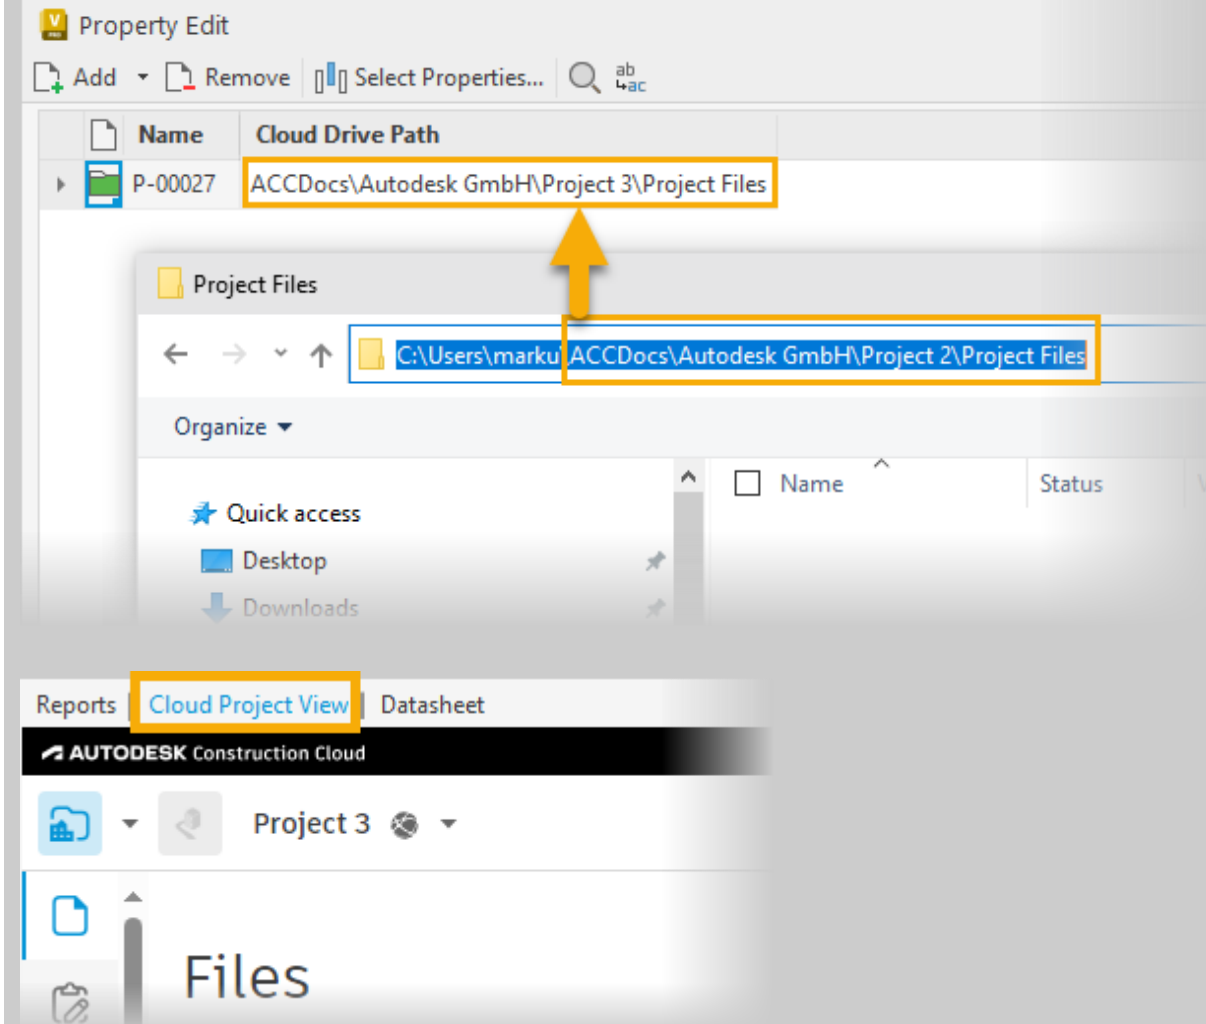 Property Edit
Add Remove Select Properties... ab ac
Name Cloud Drive Path
P-00027 ACCDocs\Autodesk GmbH\Project 3\Project Files
Project Files
C:\Users\marku\ACCDocs\Autodesk GmbH\Project 2\Project Files
Organize
Name Status
Quick access
Desktop
Downloads
Reports | Cloud Project View | Datasheet
AUTODESK Construction Cloud
Project 3
Files